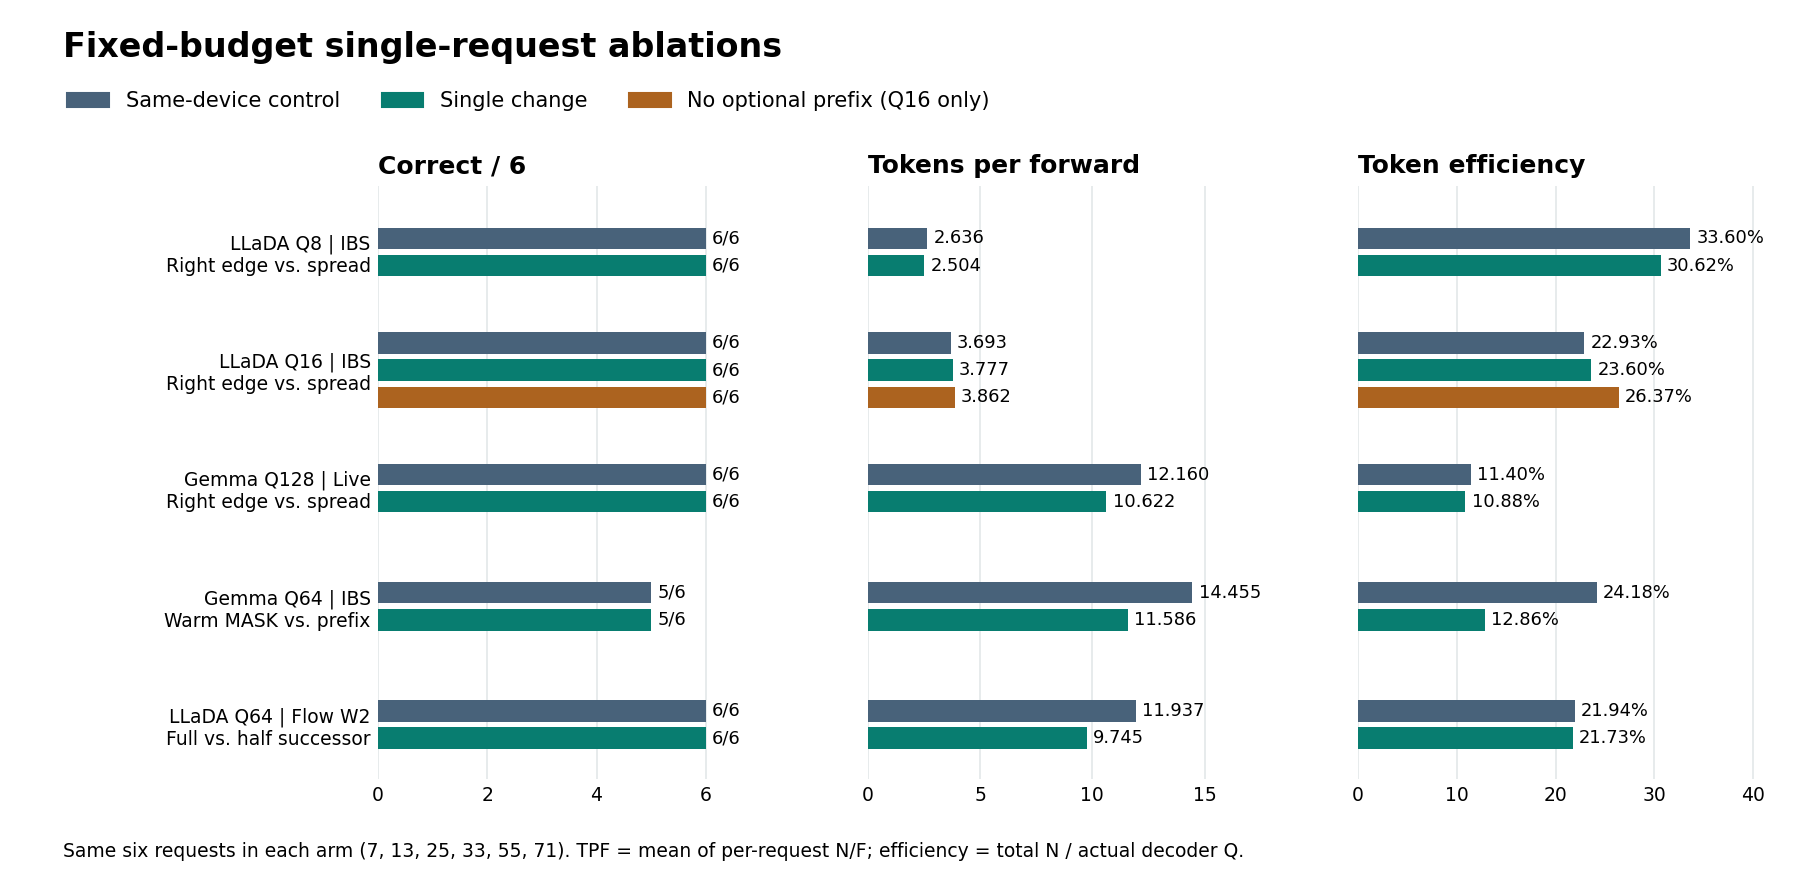 Fixed-budget single-request ablations
Same-device control
Single change
No optional prefix (Q16 only)
Correct / 6
Tokens per forward
Token efficiency
LLaDA Q8 | IBS
Right edge vs. spread
6/6
6/6
2.636
2.504
33.60%
30.62%
LLaDA Q16 | IBS
Right edge vs. spread
6/6
6/6
6/6
3.693
3.777
3.862
22.93%
23.60%
26.37%
Gemma Q128 | Live
Right edge vs. spread
6/6
6/6
12.160
10.622
11.40%
10.88%
Gemma Q64 | IBS
Warm MASK vs. prefix
5/6
5/6
14.455
11.586
24.18%
12.86%
LLaDA Q64 | Flow W2
Full vs. half successor
6/6
6/6
11.937
9.745
21.94%
21.73%
0 2 4 6
0 5 10 15
0 10 20 30 40
Same six requests in each arm (7, 13, 25, 33, 55, 71). TPF = mean of per-request N/F; efficiency = total N / actual decoder Q.